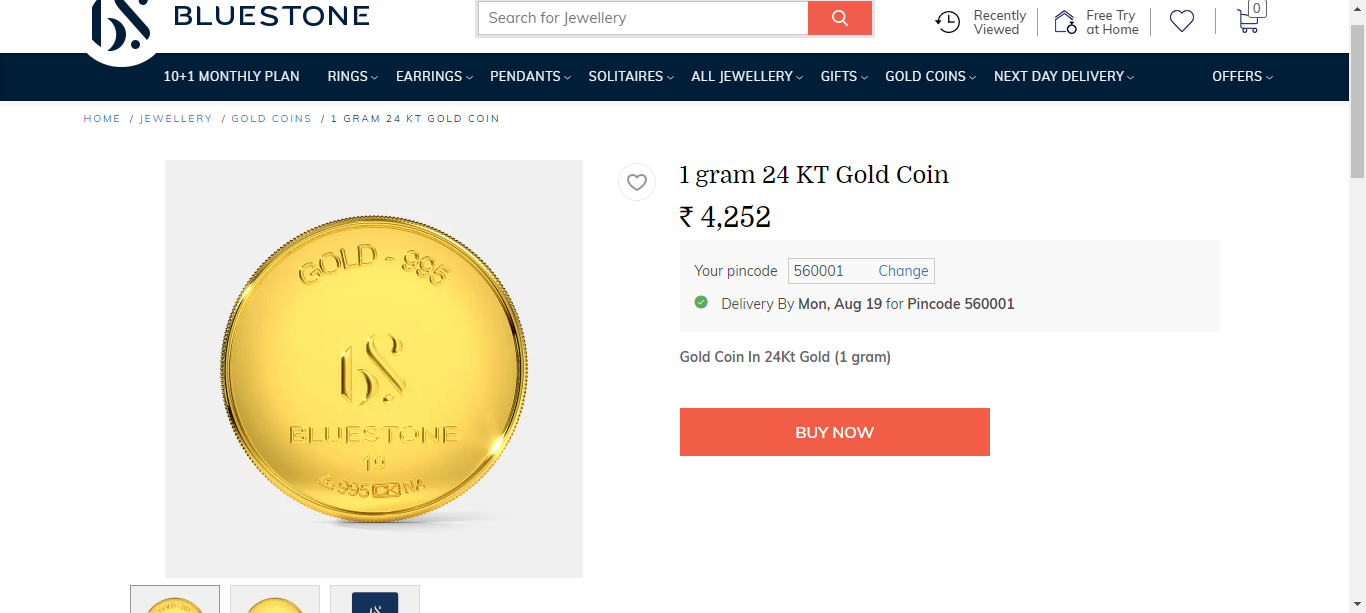 BLUESTONE
Search for Jewellery
Recently
Viewed
Free Try
at Home
0
10+1 MONTHLY PLAN RINGS EARRINGS PENDANTS SOLITAIRES ALL JEWELLERY GIFTS GOLD COINS NEXT DAY DELIVERY OFFERS
HOME / JEWELLERY / GOLD COINS / 1 GRAM 24 KT GOLD COIN
GOLD - 995
BLUESTONE
1g
995 NA
1 gram 24 KT Gold Coin
₹ 4,252
Your pincode 560001 Change
Delivery By Mon, Aug 19 for Pincode 560001
Gold Coin In 24Kt Gold (1 gram)
BUY NOW